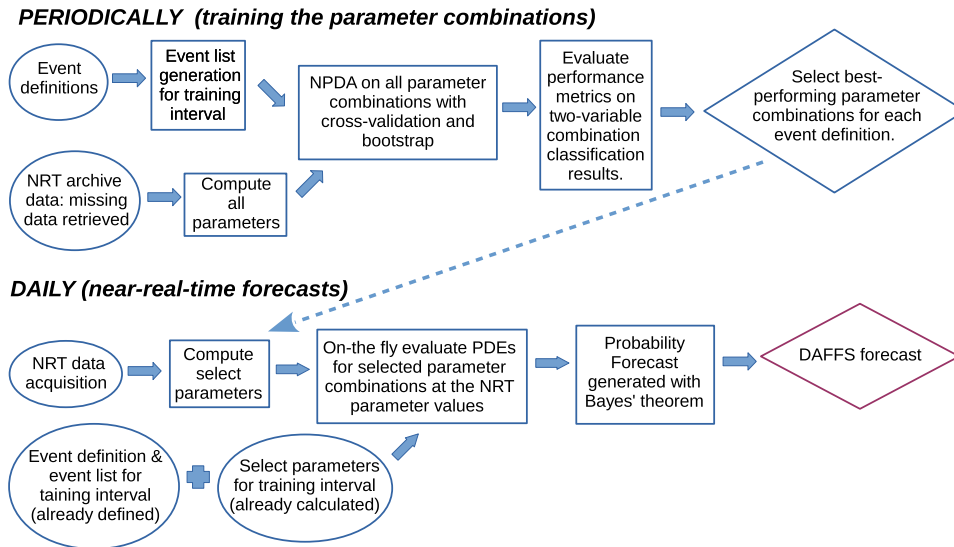 PERIODICALLY (training the parameter combinations)
Event
definitions
Event list
generation
for training
interval
NRT archive
data: missing
data retrieved
Compute
all
parameters
NPDA on all parameter
combinations with
cross-validation and
bootstrap
Evaluate
performance
metrics on
two-variable
combination
classification
results.
Select best-
performing parameter
combinations for each
event definition.
DAILY (near-real-time forecasts)
NRT data
acquisition
Compute
select
parameters
Event definition &
event list for
taining interval
(already defined)
Select parameters
for training interval
(already calculated)
On-the fly evaluate PDEs
for selected parameter
combinations at the NRT
parameter values
Probability
Forecast
generated with
Bayes' theorem
DAFFS forecast